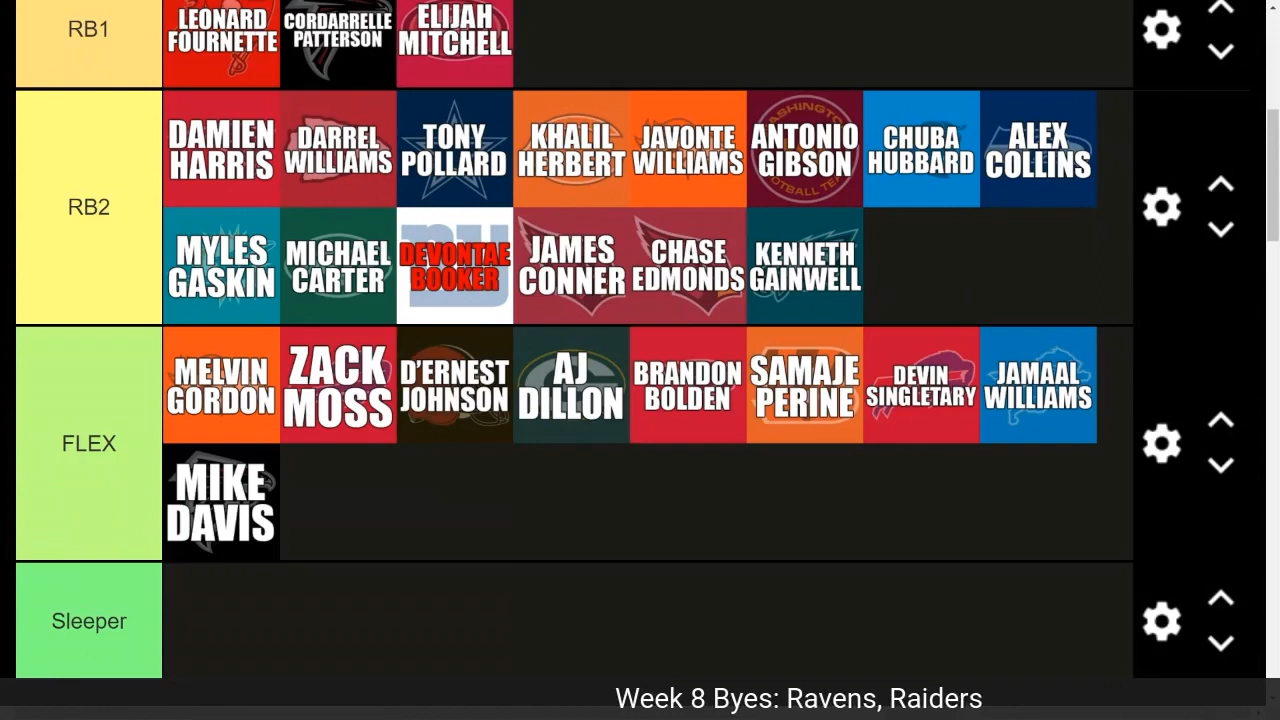 RB1
LEONARD
FOURNETTE
CORDARRELLE
PATTERSON
ELIJAH
MITCHELL
RB2
DAMIEN
HARRIS
DARREL
WILLIAMS
TONY
POLLARD
KHALIL
HERBERT
JAVONTE
WILLIAMS
ANTONIO
GIBSON
CHUBA
HUBBARD
ALEX
COLLINS
MYLES
GASKIN
MICHAEL
CARTER
DEVONTAE
BOOKER
JAMES
CONNER
CHASE
EDMONDS
KENNETH
GAINWELL
FLEX
MELVIN
GORDON
ZACK
MOSS
D'ERNEST
JOHNSON
AJ
DILLON
BRANDON
BOLDEN
SAMAJE
PERINE
DEVIN
SINGLETARY
JAMAAL
WILLIAMS
MIKE
DAVIS
Sleeper
Week 8 Byes: Ravens, Raiders